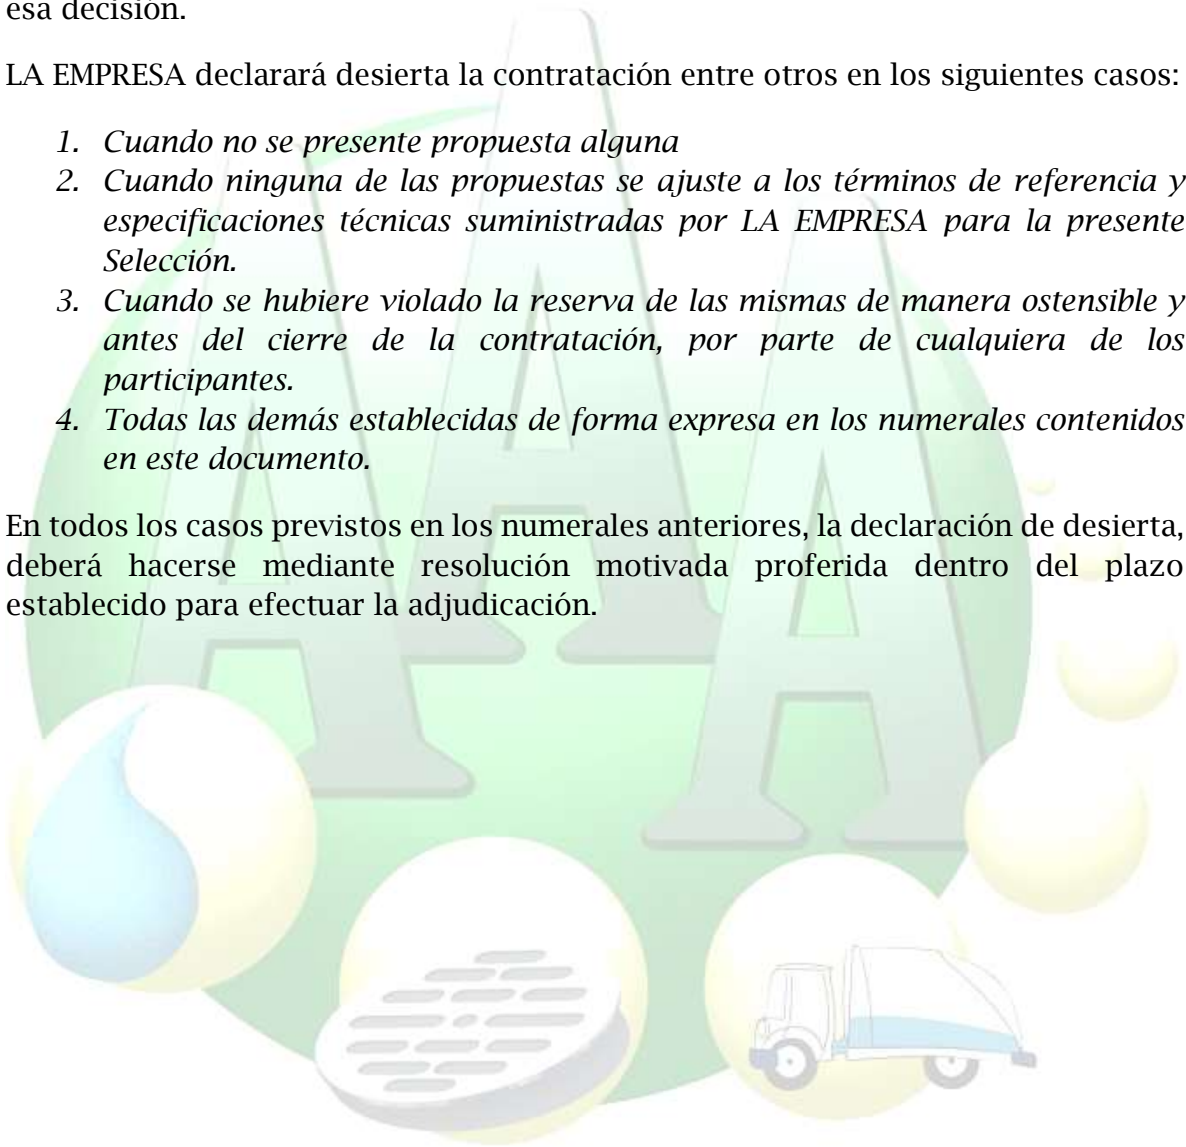 esa decisión.
LA EMPRESA declarará desierta la contratación entre otros en los siguientes casos:
1. Cuando no se presente propuesta alguna
2. Cuando ninguna de las propuestas se ajuste a los términos de referencia y
especificaciones técnicas suministradas por LA EMPRESA para la presente
Selección.
3. Cuando se hubiere violado la reserva de las mismas de manera ostensible y
antes del cierre de la contratación, por parte de cualquiera de los
participantes.
4. Todas las demás establecidas de forma expresa en los numerales contenidos
en este documento.
En todos los casos previstos en los numerales anteriores, la declaración de desierta,
deberá hacerse mediante resolución motivada proferida dentro del plazo
establecido para efectuar la adjudicación.
AAA